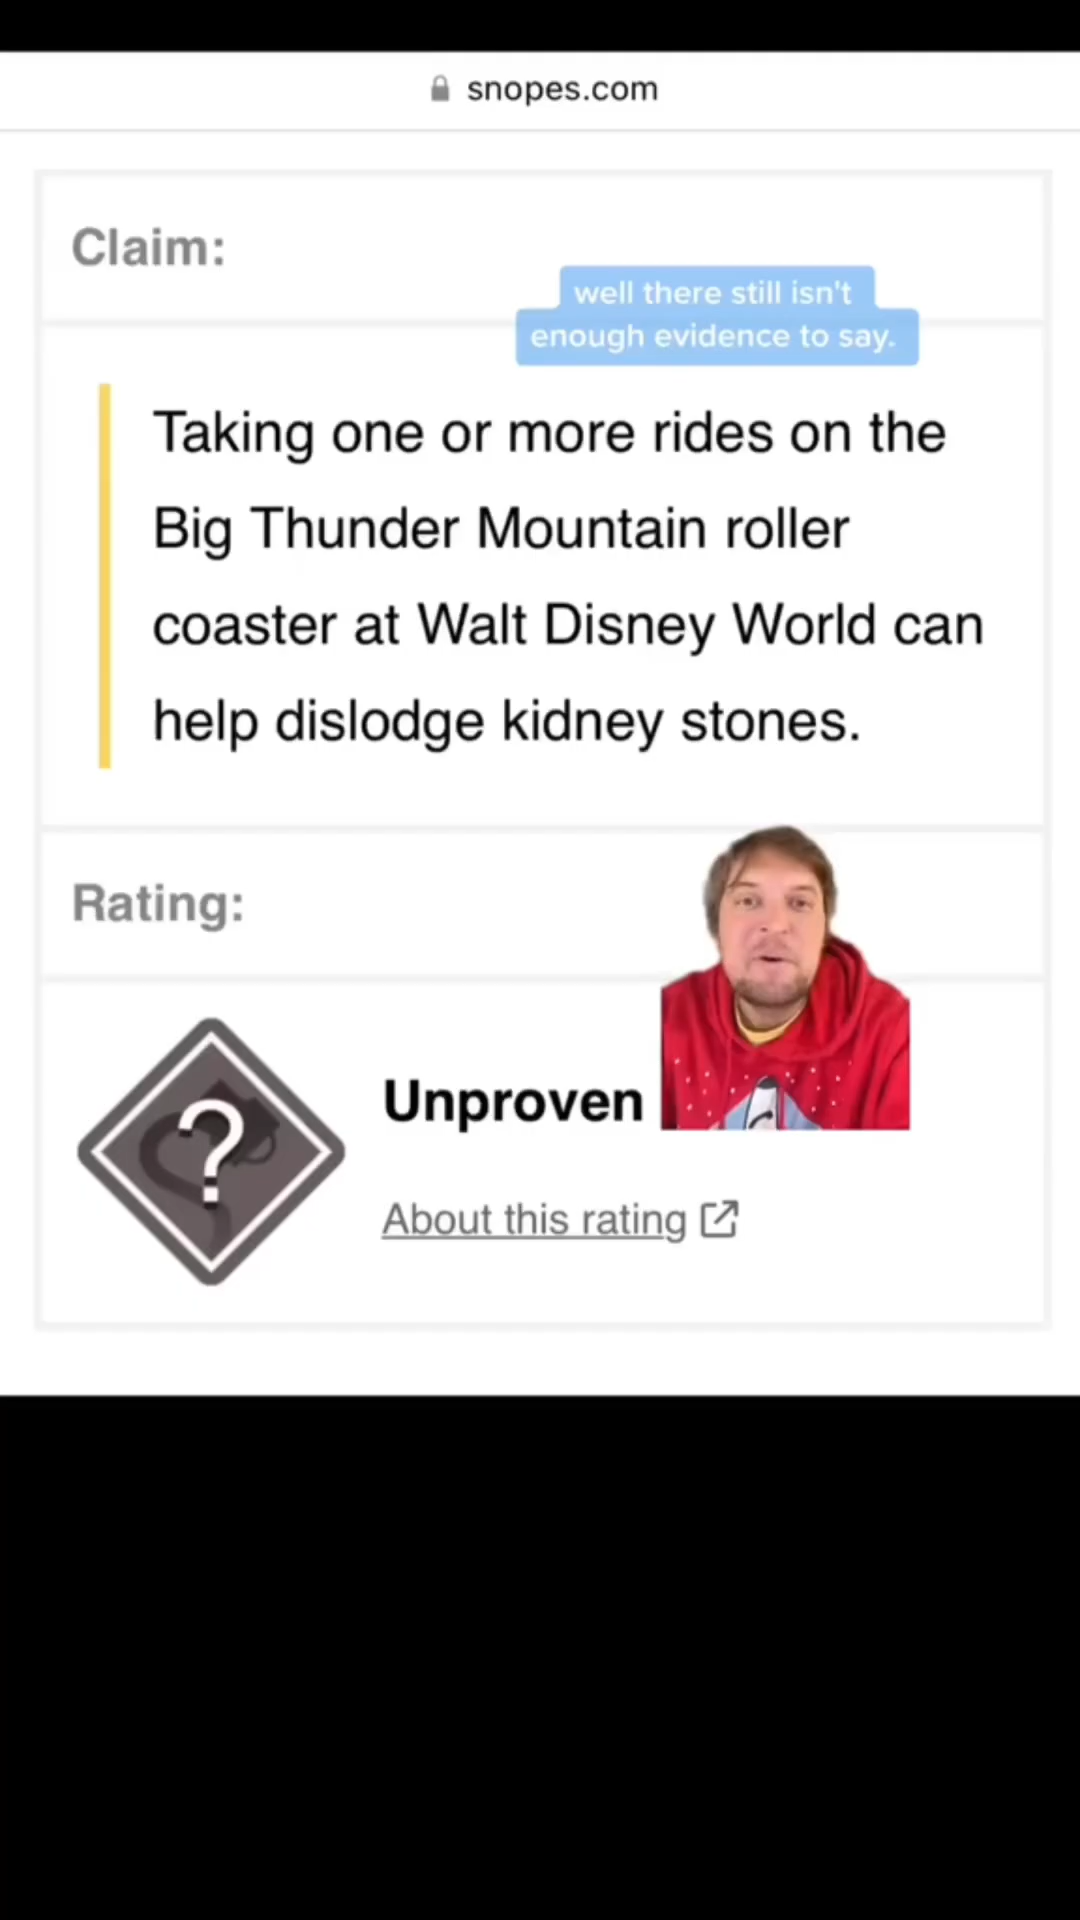 snopes.com
Claim:
well there still isn't
enough evidence to say.
Taking one or more rides on the
Big Thunder Mountain roller
coaster at Walt Disney World can
help dislodge kidney stones.
Rating:
?
Unproven
About this rating